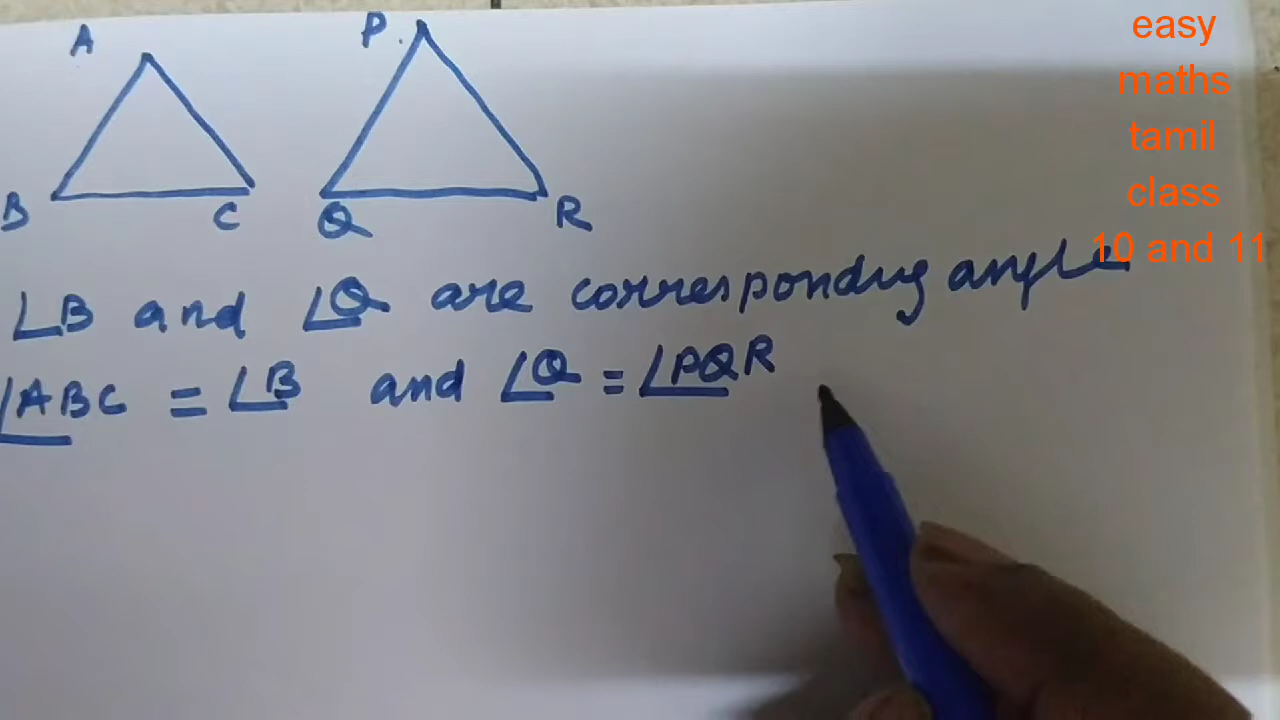 A
P.
B
C
Q
R
∠B and ∠Q are corresponding angle
∠ABC = ∠B and ∠Q = ∠PQR
easy
maths
tamil
class
10 and 11